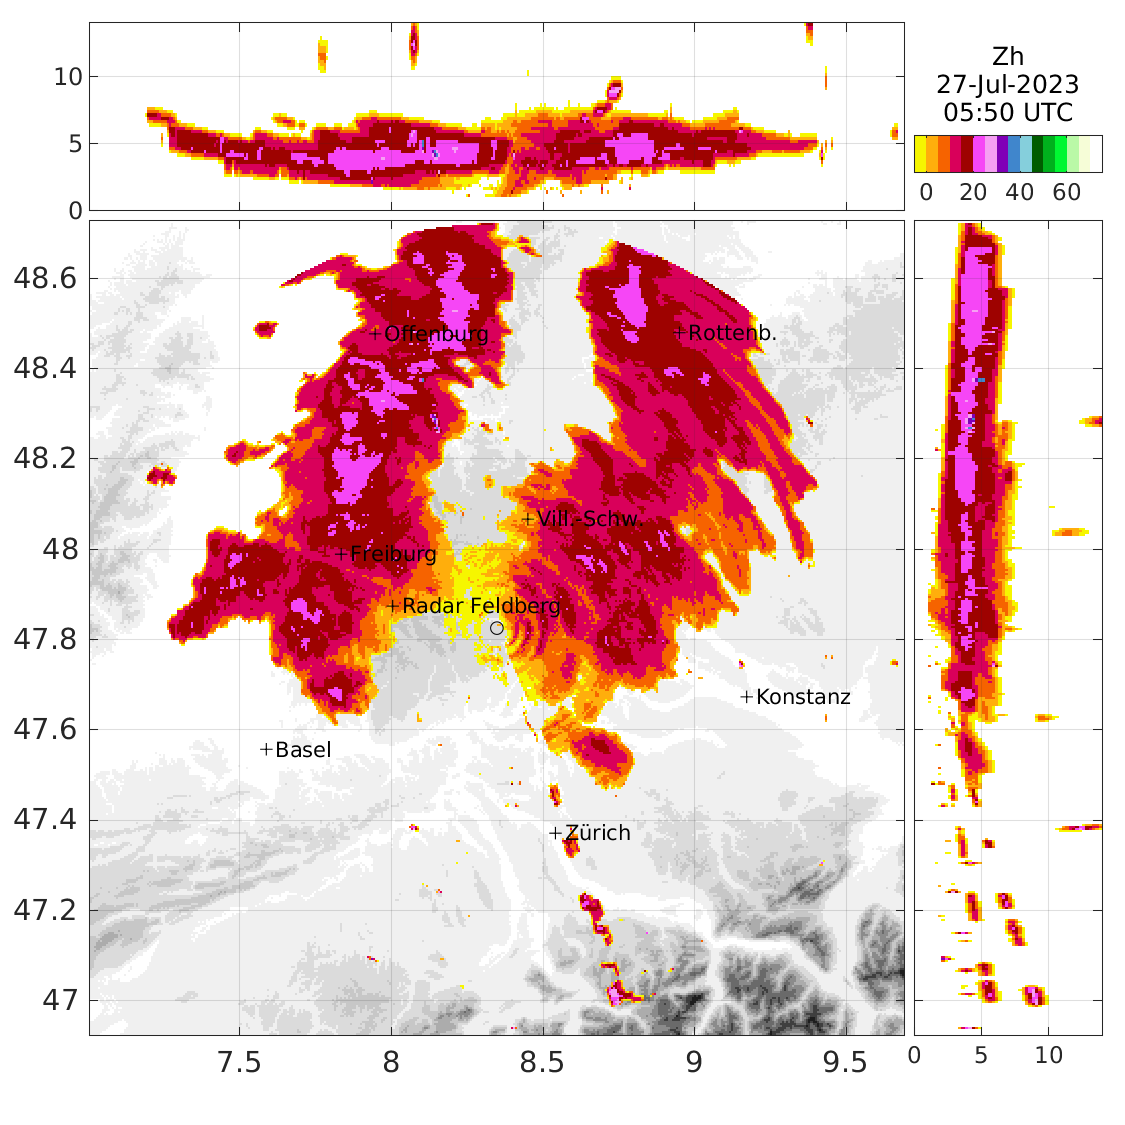 10
5
0
Zh
27-Jul-2023
05:50 UTC
0 20 40 60
48.6
48.4
48.2
48
47.8
47.6
47.4
47.2
47
Offenburg
Rottenb.
Vill.-Schw.
Freiburg
Radar Feldberg
Konstanz
Basel
Zürich
7.5 8 8.5 9 9.5
0 5 10